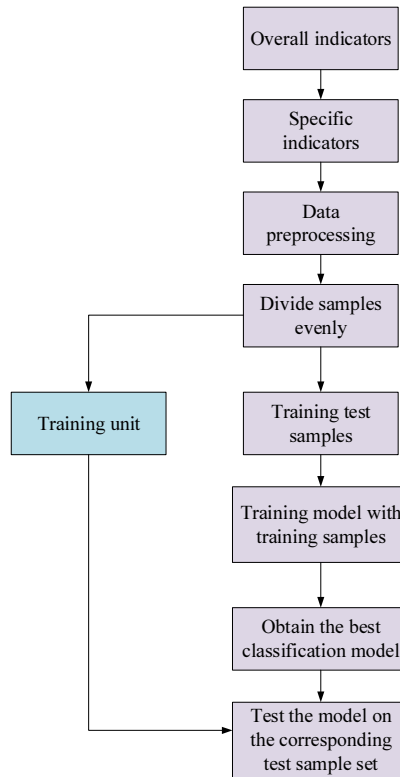 Overall indicators
Specific
indicators
Data
preprocessing
Divide samples
evenly
Training unit
Training test
samples
Training model with
training samples
Obtain the best
classification model
Test the model on
the corresponding
test sample set